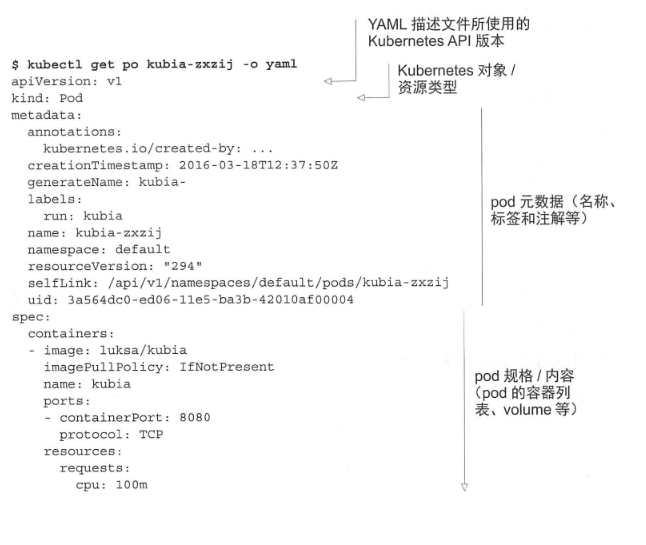 YAML 描述文件所使用的
Kubernetes API 版本
$ kubectl get po kubia-zxzij -o yaml
apiVersion: v1
Kubernetes 对象 /
资源类型
kind: Pod
metadata:
annotations:
kubernetes.io/created-by: ...
creationTimestamp: 2016-03-18T12:37:50Z
generateName: kubia-
labels:
run: kubia
name: kubia-zxzij
namespace: default
resourceVersion: "294"
selfLink: /api/v1/namespaces/default/pods/kubia-zxzij
uid: 3a564dc0-ed06-11e5-ba3b-42010af00004
pod 元数据（名称、
标签和注解等）
spec:
containers:
- image: luksa/kubia
imagePullPolicy: IfNotPresent
name: kubia
ports:
- containerPort: 8080
protocol: TCP
resources:
requests:
cpu: 100m
pod 规格 / 内容
（pod 的容器列
表、volume 等）